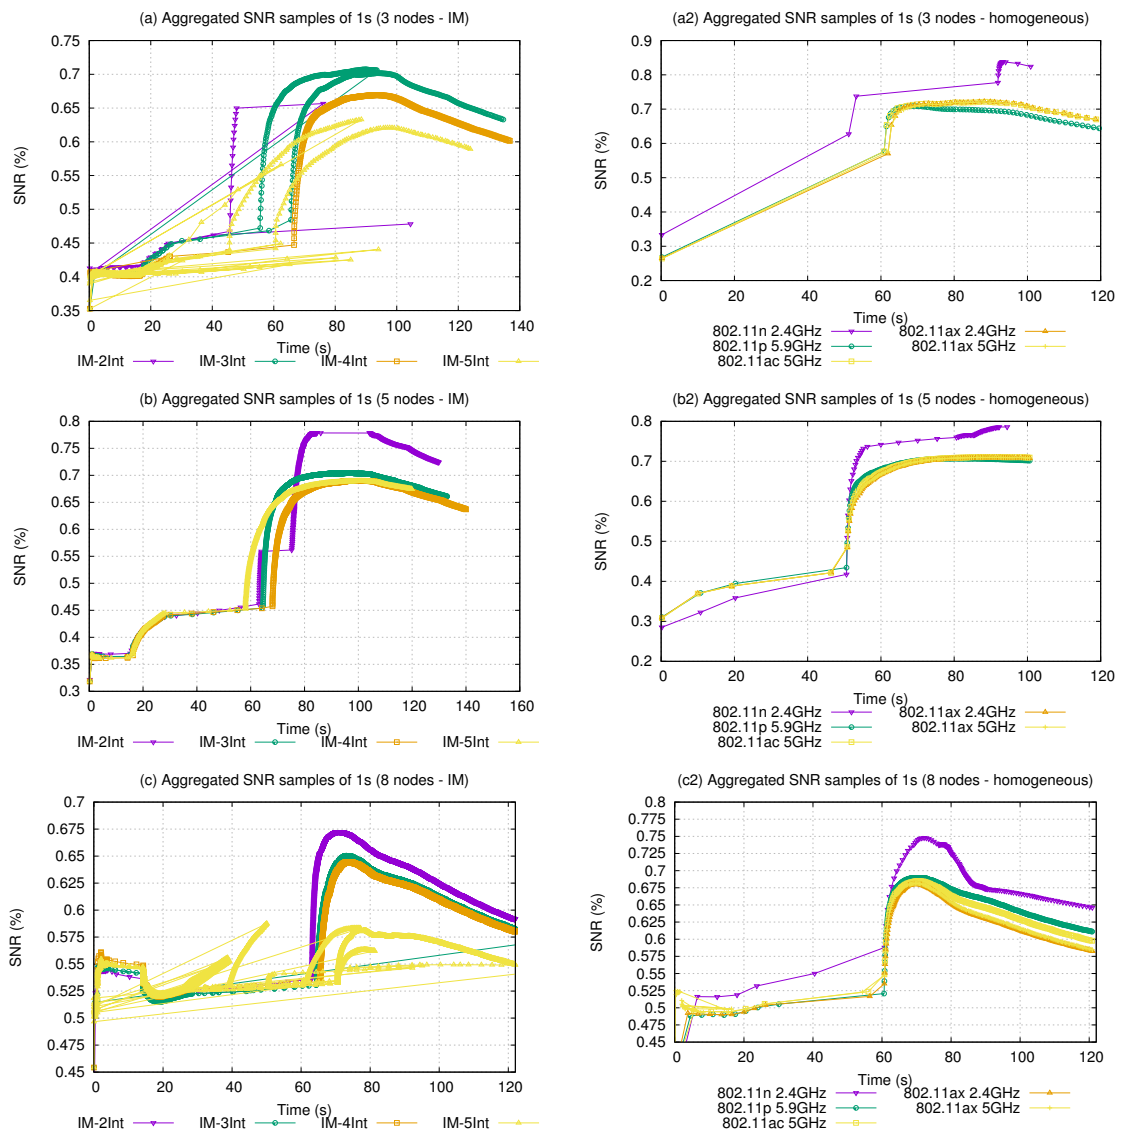 (a) Aggregated SNR samples of 1s (3 nodes - IM)
SNR (%)
0.75
0.7
0.65
0.6
0.55
0.5
0.45
0.4
0.35
0 20 40 60 80 100 120 140
Time (s)
IM-2Int IM-3Int IM-4Int IM-5Int
(a2) Aggregated SNR samples of 1s (3 nodes - homogeneous)
SNR (%)
0.9
0.8
0.7
0.6
0.5
0.4
0.3
0.2
0 20 40 60 80 100 120
Time (s)
802.11n 2.4GHz 802.11ax 2.4GHz
802.11p 5.9GHz 802.11ax 5GHz
802.11ac 5GHz
(b) Aggregated SNR samples of 1s (5 nodes - IM)
SNR (%)
0.8
0.7
0.65
0.6
0.55
0.5
0.45
0.4
0.35
0.3
0 20 40 60 80 100 120 140 160
Time (s)
IM-2Int IM-3Int IM-4Int IM-5Int
(b2) Aggregated SNR samples of 1s (5 nodes - homogeneous)
SNR (%)
0.8
0.7
0.6
0.5
0.4
0.3
0.2
0 20 40 60 80 100 120
Time (s)
802.11n 2.4GHz 802.11ax 2.4GHz
802.11p 5.9GHz 802.11ax 5GHz
802.11ac 5GHz
(c) Aggregated SNR samples of 1s (8 nodes - IM)
SNR (%)
0.7
0.675
0.65
0.625
0.6
0.575
0.55
0.525
0.5
0.475
0.45
0 20 40 60 80 100 120
Time (s)
IM-2Int IM-3Int IM-4Int IM-5Int
(c2) Aggregated SNR samples of 1s (8 nodes - homogeneous)
SNR (%)
0.8
0.75
0.725
0.7
0.675
0.65
0.625
0.6
0.575
0.55
0.525
0.5
0.475
0.45
0 20 40 60 80 100 120
Time (s)
802.11n 2.4GHz 802.11ax 2.4GHz
802.11p 5.9GHz 802.11ax 5GHz
802.11ac 5GHz